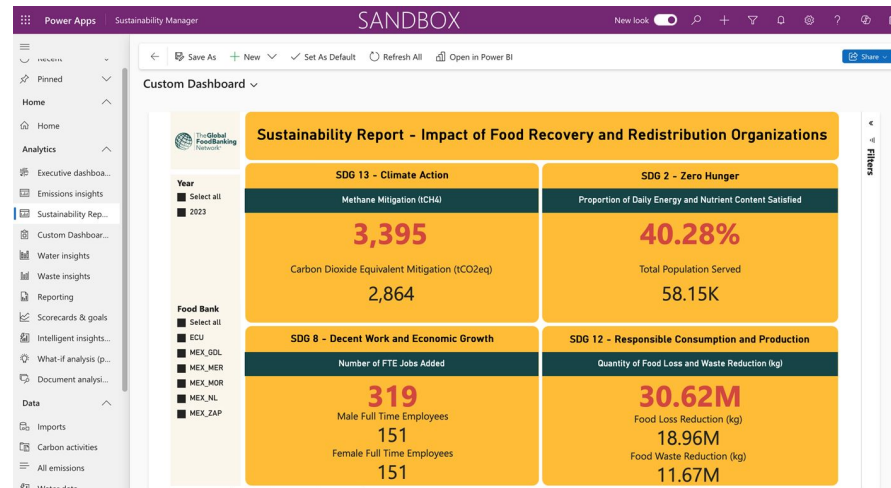 Power Apps
Sustainability Manager
SANDBOX
New look
Save As
New
Set As Default
Refresh All
Open in Power BI
Share
Custom Dashboard
Pinned
Home
Home
Analytics
Executive dashboa...
Emissions insights
Sustainability Rep...
Custom Dashboar...
Water insights
Waste insights
Reporting
Scorecards & goals
Intelligent insights...
What-if analysis (p...
Document analysi...
Data
Imports
Carbon activities
All emissions
The Global
FoodBanking
Network
Sustainability Report - Impact of Food Recovery and Redistribution Organizations
Year
Select all
2023
Food Bank
Select all
ECU
MEX_GDL
MEX_MER
MEX_MOR
MEX_NL
MEX_ZAP
SDG 13 - Climate Action
Methane Mitigation (tCH4)
3,395
Carbon Dioxide Equivalent Mitigation (tCO2eq)
2,864
SDG 2 - Zero Hunger
Proportion of Daily Energy and Nutrient Content Satisfied
40.28%
Total Population Served
58.15K
SDG 8 - Decent Work and Economic Growth
Number of FTE Jobs Added
319
Male Full Time Employees
151
Female Full Time Employees
151
SDG 12 - Responsible Consumption and Production
Quantity of Food Loss and Waste Reduction (kg)
30.62M
Food Loss Reduction (kg)
18.96M
Food Waste Reduction (kg)
11.67M
Filters